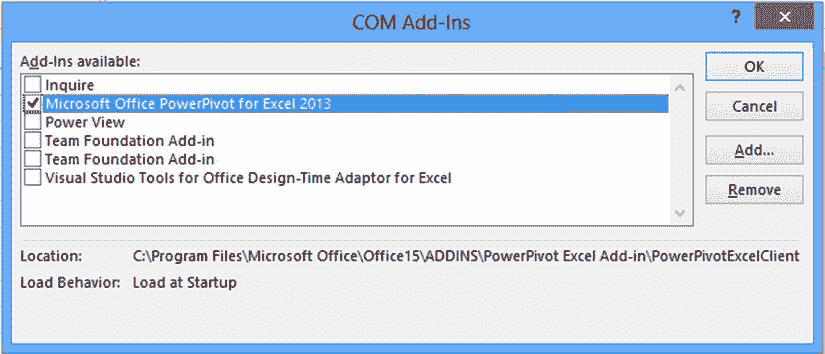 COM Add-Ins
?
Add-Ins available:
OK
Inquire
Microsoft Office PowerPivot for Excel 2013
Cancel
Power View
Team Foundation Add-in
Add...
Team Foundation Add-in
Visual Studio Tools for Office Design-Time Adaptor for Excel
Remove
Location: C:\Program Files\Microsoft Office\Office15\ADDINS\PowerPivot Excel Add-in\PowerPivotExcelClient
Load Behavior: Load at Startup